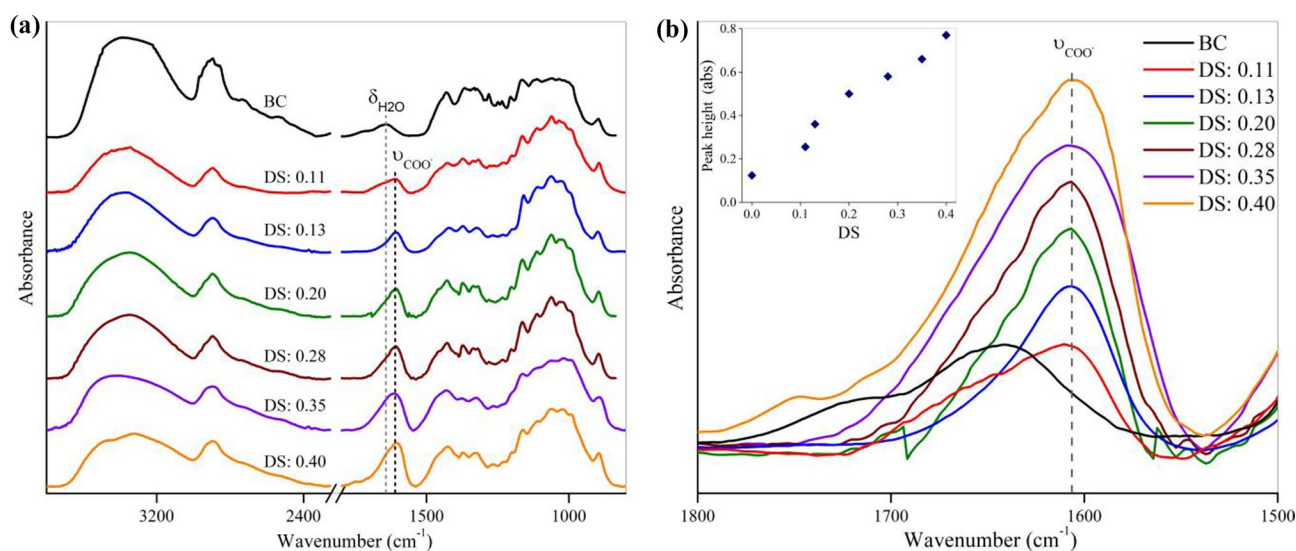 (a)
Absorbance
BC
δH2O
υCOO-
DS: 0.11
DS: 0.13
DS: 0.20
DS: 0.28
DS: 0.35
DS: 0.40
3200 2400 1500 1000
Wavenumber (cm-1)
(b)
Absorbance
Peak height (abs)
0.8
0.6
0.4
0.2
0.0
0.0 0.1 0.2 0.3 0.4
DS
υCOO-
BC
DS: 0.11
DS: 0.13
DS: 0.20
DS: 0.28
DS: 0.35
DS: 0.40
1800 1700 1600 1500
Wavenumber (cm-1)